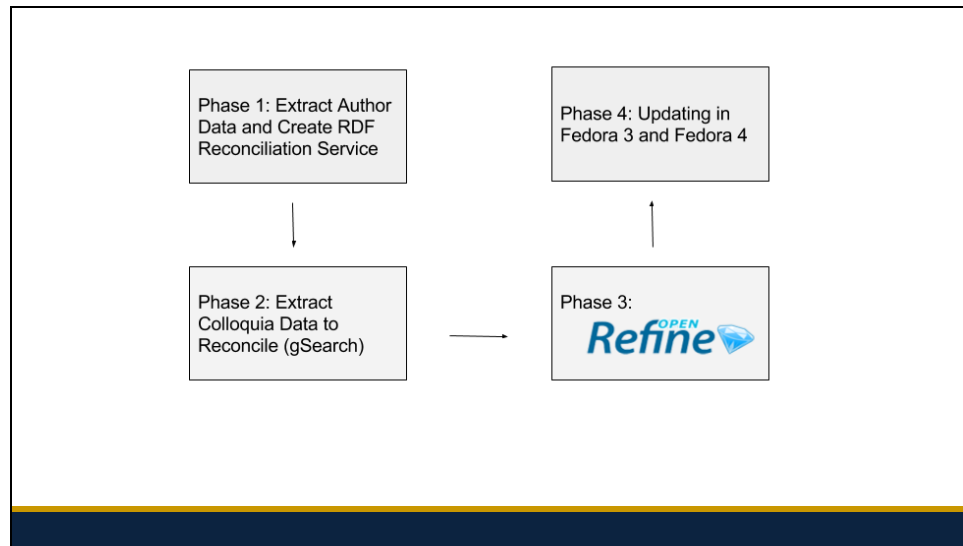 Phase 1: Extract Author
Data and Create RDF
Reconciliation Service
Phase 2: Extract
Colloquia Data to
Reconcile (gSearch)
Phase 3:
OPEN
Refine
Phase 4: Updating in
Fedora 3 and Fedora 4